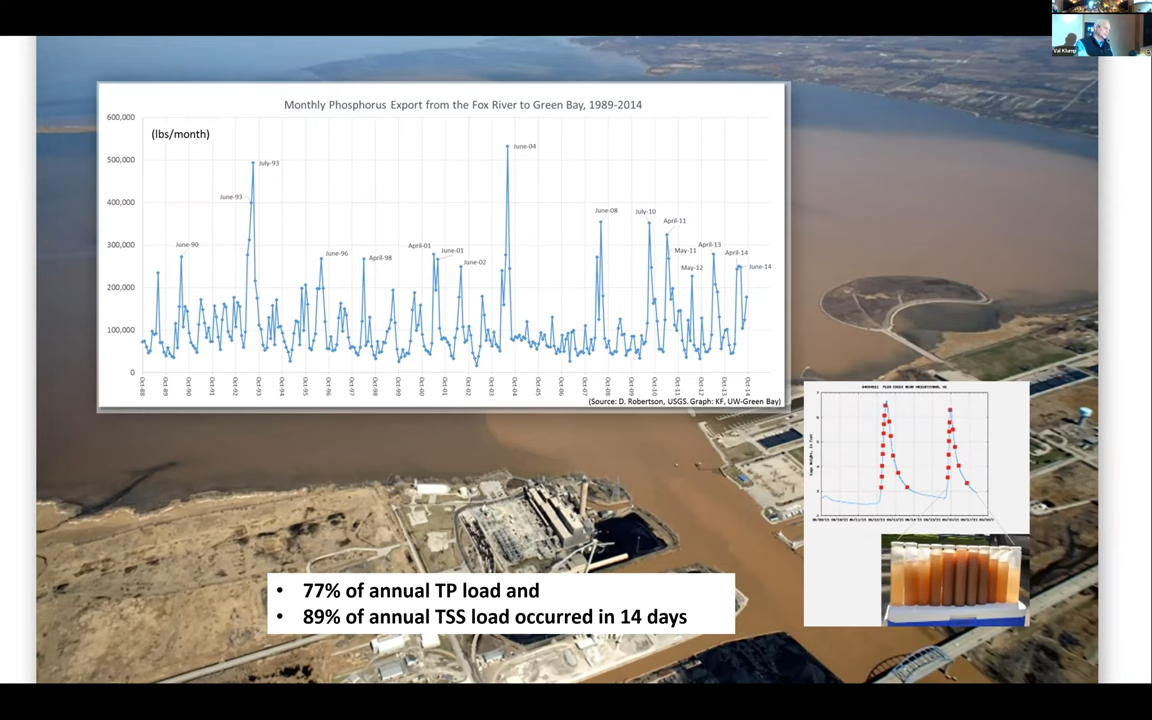 Val Klump
Monthly Phosphorus Export from the Fox River to Green Bay, 1989-2014
(lbs/month)
600,000
500,000
400,000
300,000
200,000
100,000
0
June-90
June-93
July-93
June-96
April-98
April-01
June-01
June-02
June-04
June-08
July-10
April-11
May-11
May-12
April-13
April-14
June-14
Oct-88
Oct-89
Oct-90
Oct-91
Oct-92
Oct-93
Oct-94
Oct-95
Oct-96
Oct-97
Oct-98
Oct-99
Oct-00
Oct-01
Oct-02
Oct-03
Oct-04
Oct-05
Oct-06
Oct-07
Oct-08
Oct-09
Oct-10
Oct-11
Oct-12
Oct-13
Oct-14
(Source: D. Robertson, USGS. Graph: KF, UW-Green Bay)
• 77% of annual TP load and
• 89% of annual TSS load occurred in 14 days